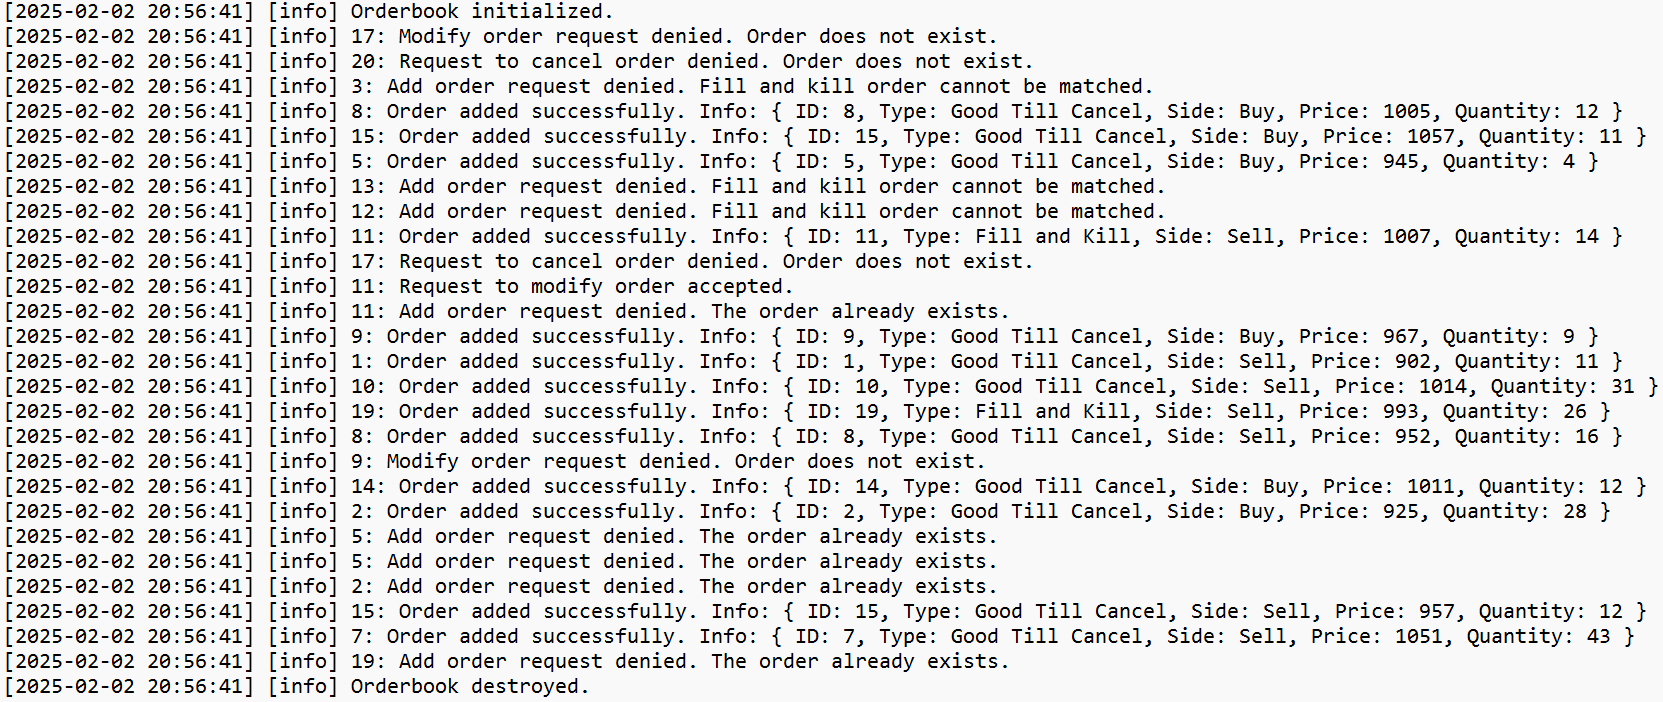 [2025-02-02 20:56:41] [info] Orderbook initialized.
[2025-02-02 20:56:41] [info] 17: Modify order request denied. Order does not exist.
[2025-02-02 20:56:41] [info] 20: Request to cancel order denied. Order does not exist.
[2025-02-02 20:56:41] [info] 3: Add order request denied. Fill and kill order cannot be matched.
[2025-02-02 20:56:41] [info] 8: Order added successfully. Info: { ID: 8, Type: Good Till Cancel, Side: Buy, Price: 1005, Quantity: 12 }
[2025-02-02 20:56:41] [info] 15: Order added successfully. Info: { ID: 15, Type: Good Till Cancel, Side: Buy, Price: 1057, Quantity: 11 }
[2025-02-02 20:56:41] [info] 5: Order added successfully. Info: { ID: 5, Type: Good Till Cancel, Side: Buy, Price: 945, Quantity: 4 }
[2025-02-02 20:56:41] [info] 13: Add order request denied. Fill and kill order cannot be matched.
[2025-02-02 20:56:41] [info] 12: Add order request denied. Fill and kill order cannot be matched.
[2025-02-02 20:56:41] [info] 11: Order added successfully. Info: { ID: 11, Type: Fill and Kill, Side: Sell, Price: 1007, Quantity: 14 }
[2025-02-02 20:56:41] [info] 17: Request to cancel order denied. Order does not exist.
[2025-02-02 20:56:41] [info] 11: Request to modify order accepted.
[2025-02-02 20:56:41] [info] 11: Add order request denied. The order already exists.
[2025-02-02 20:56:41] [info] 9: Order added successfully. Info: { ID: 9, Type: Good Till Cancel, Side: Buy, Price: 967, Quantity: 9 }
[2025-02-02 20:56:41] [info] 1: Order added successfully. Info: { ID: 1, Type: Good Till Cancel, Side: Sell, Price: 902, Quantity: 11 }
[2025-02-02 20:56:41] [info] 10: Order added successfully. Info: { ID: 10, Type: Good Till Cancel, Side: Sell, Price: 1014, Quantity: 31 }
[2025-02-02 20:56:41] [info] 19: Order added successfully. Info: { ID: 19, Type: Fill and Kill, Side: Sell, Price: 993, Quantity: 26 }
[2025-02-02 20:56:41] [info] 8: Order added successfully. Info: { ID: 8, Type: Good Till Cancel, Side: Sell, Price: 952, Quantity: 16 }
[2025-02-02 20:56:41] [info] 9: Modify order request denied. Order does not exist.
[2025-02-02 20:56:41] [info] 14: Order added successfully. Info: { ID: 14, Type: Good Till Cancel, Side: Buy, Price: 1011, Quantity: 12 }
[2025-02-02 20:56:41] [info] 2: Order added successfully. Info: { ID: 2, Type: Good Till Cancel, Side: Buy, Price: 925, Quantity: 28 }
[2025-02-02 20:56:41] [info] 5: Add order request denied. The order already exists.
[2025-02-02 20:56:41] [info] 5: Add order request denied. The order already exists.
[2025-02-02 20:56:41] [info] 2: Add order request denied. The order already exists.
[2025-02-02 20:56:41] [info] 15: Order added successfully. Info: { ID: 15, Type: Good Till Cancel, Side: Sell, Price: 957, Quantity: 12 }
[2025-02-02 20:56:41] [info] 7: Order added successfully. Info: { ID: 7, Type: Good Till Cancel, Side: Sell, Price: 1051, Quantity: 43 }
[2025-02-02 20:56:41] [info] 19: Add order request denied. The order already exists.
[2025-02-02 20:56:41] [info] Orderbook destroyed.